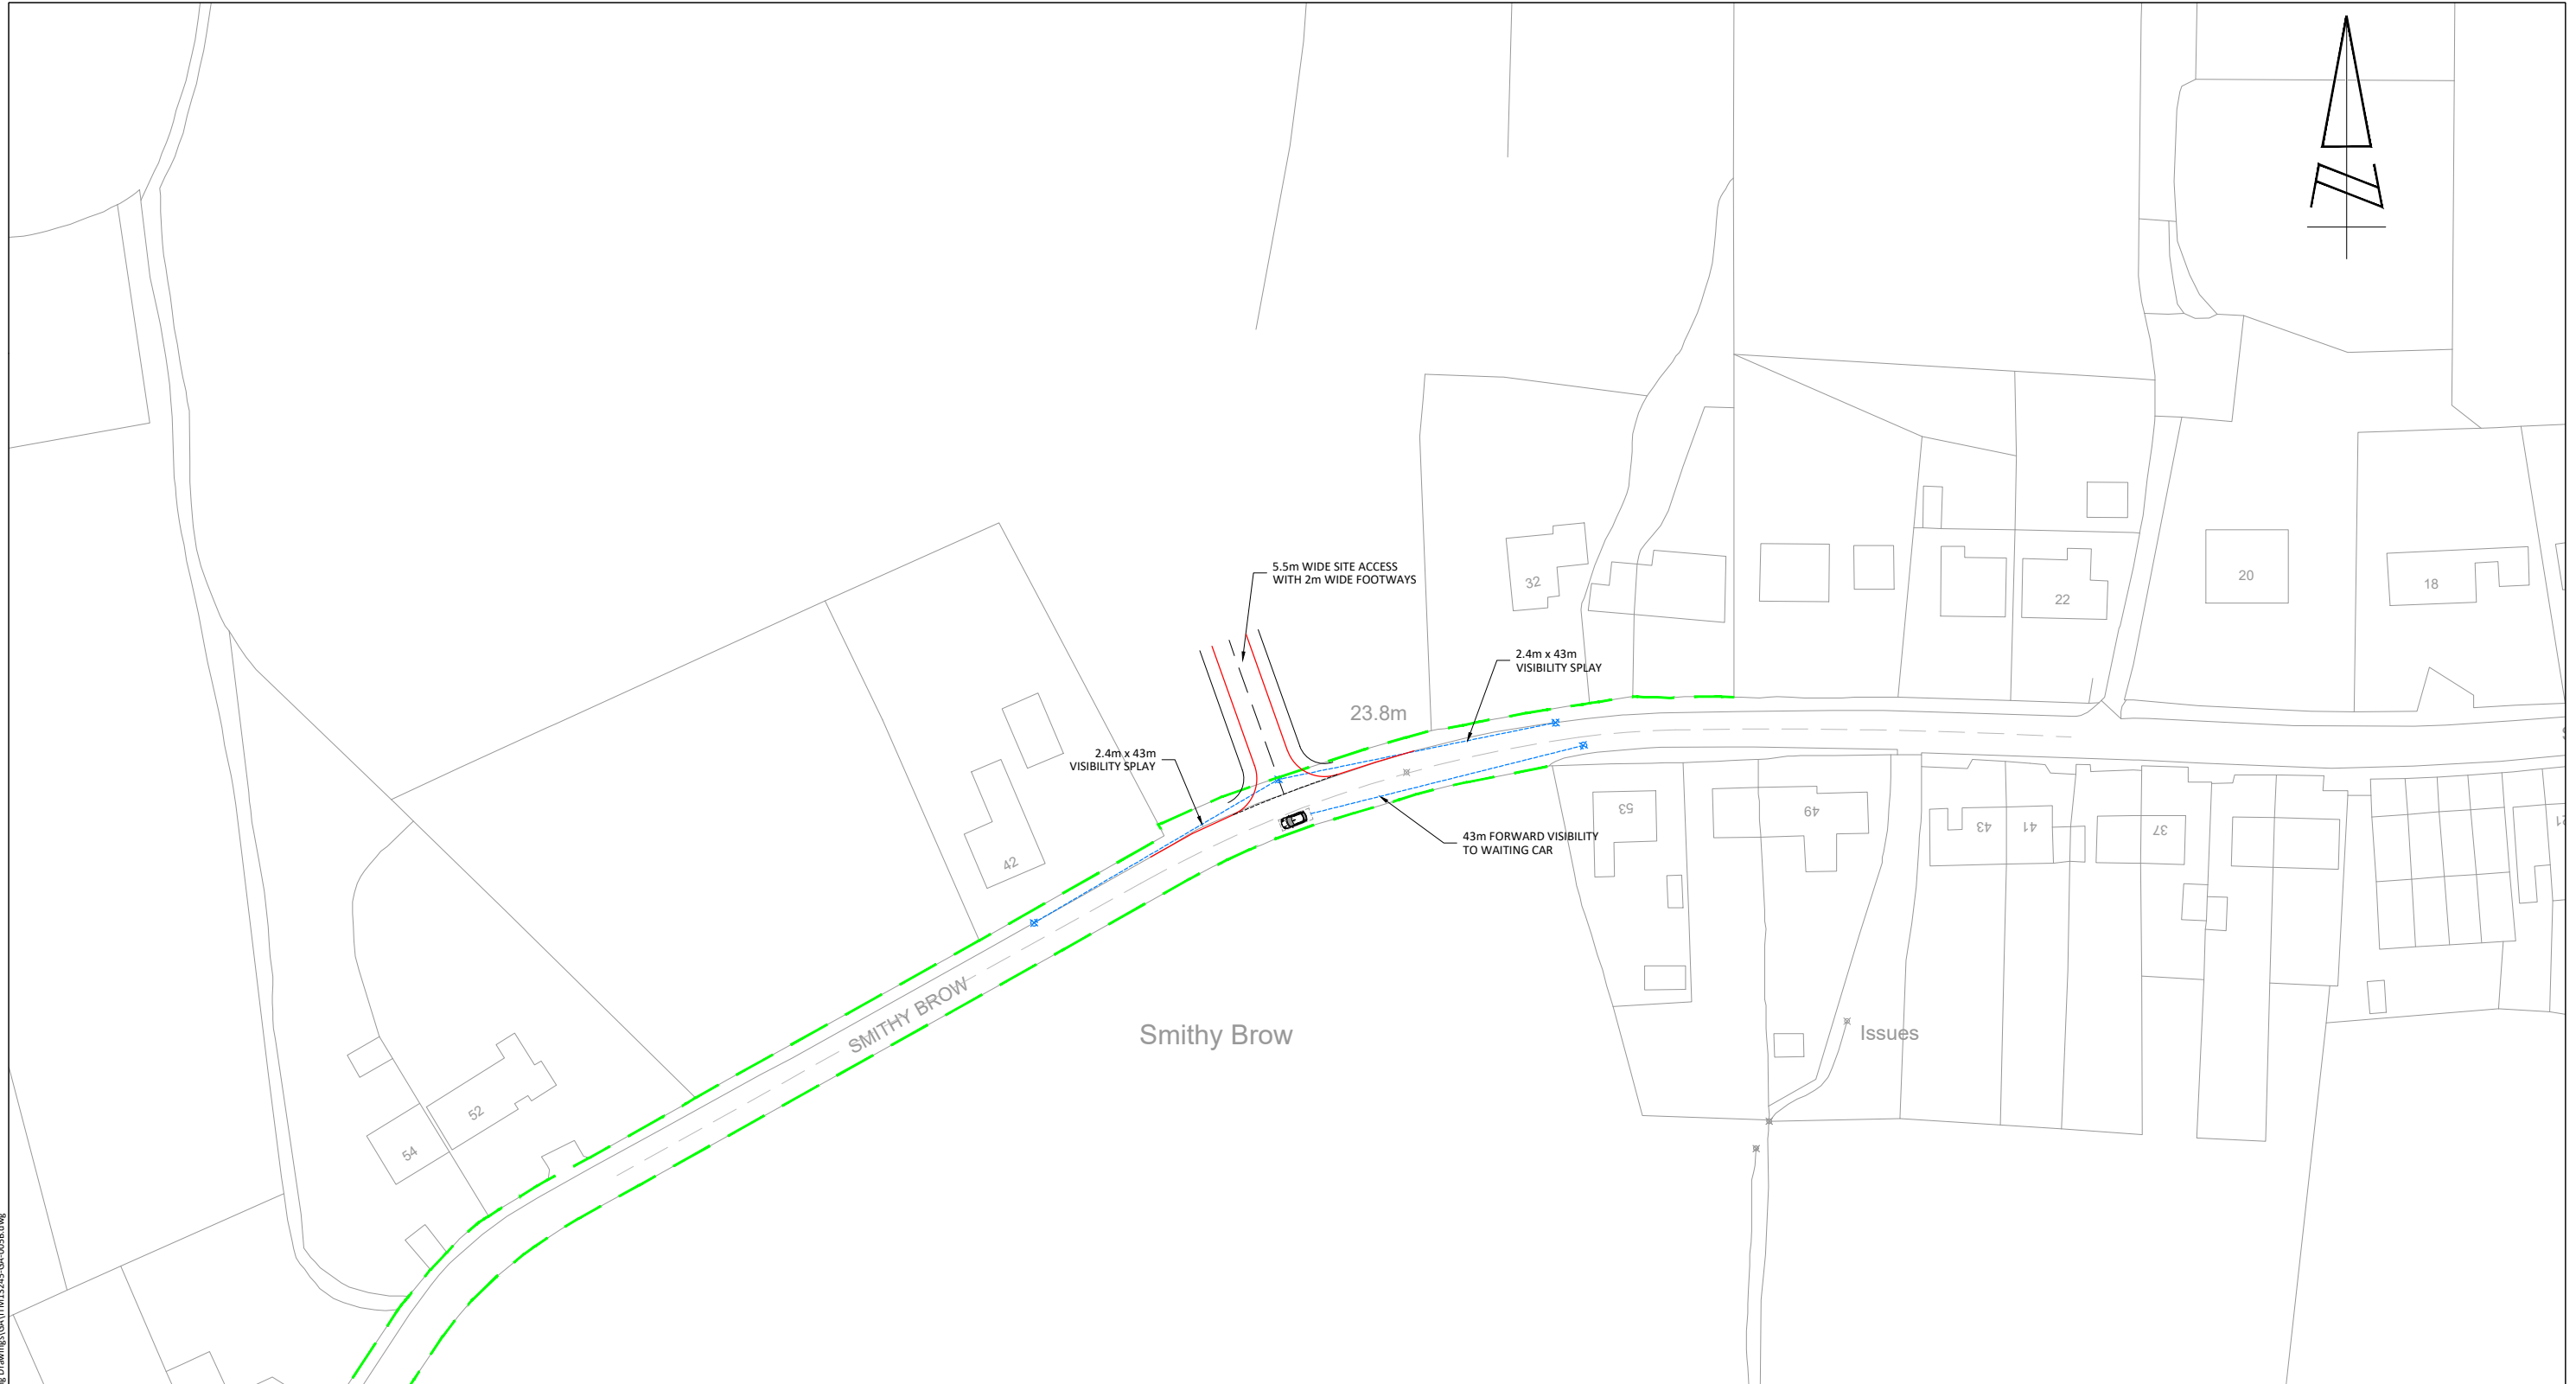 5.5m WIDE SITE ACCESS
WITH 2m WIDE FOOTWAYS
32
20
18
22
2.4m x 43m
VISIBILITY SPLAY
23.8m
2.4m x 43m
VISIBILITY SPLAY
53
49
43
41
37
43m FORWARD VISIBILITY
TO WAITING CAR
42
SMITHY BROW
Smithy Brow
Issues
52
54
N